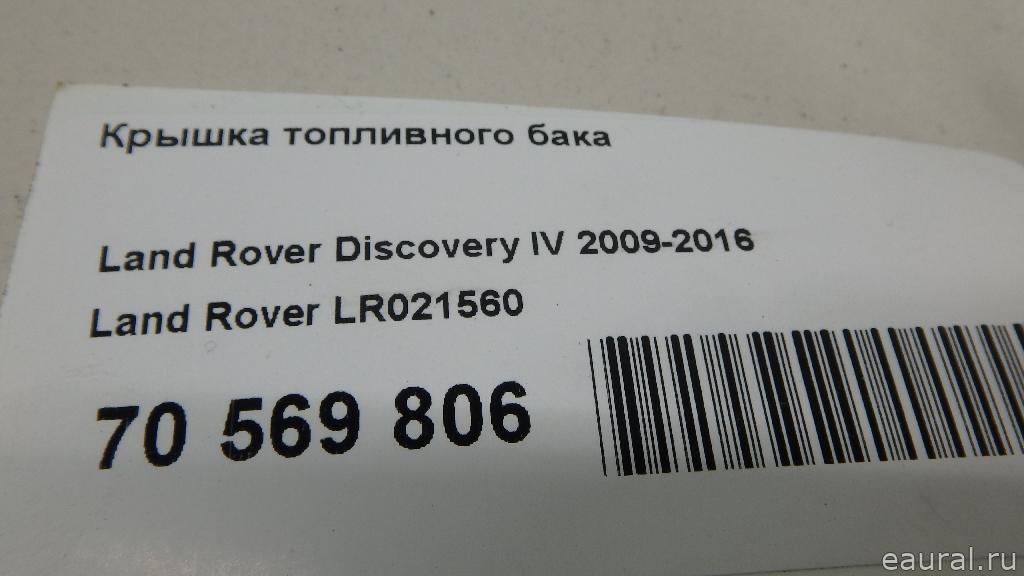 Крышка топливного бака
Land Rover Discovery IV 2009-2016
Land Rover LR021560
70 569 806
eaural.ru